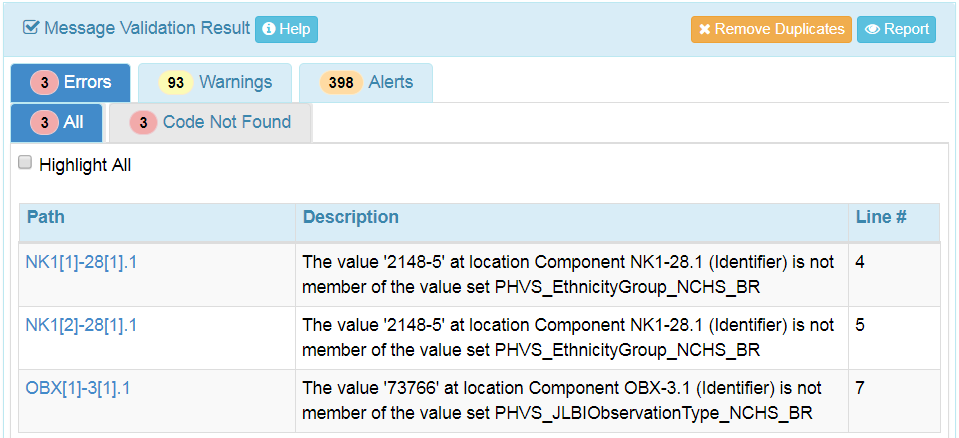 Message Validation Result Help Remove Duplicates Report
3 Errors 93 Warnings 398 Alerts
3 All 3 Code Not Found
Highlight All
Path Description Line #
NK1[1]-28[1].1 The value '2148-5' at location Component NK1-28.1 (Identifier) is not 4
member of the value set PHVS_EthnicityGroup_NCHS_BR
NK1[2]-28[1].1 The value '2148-5' at location Component NK1-28.1 (Identifier) is not 5
member of the value set PHVS_EthnicityGroup_NCHS_BR
OBX[1]-3[1].1 The value '73766' at location Component OBX-3.1 (Identifier) is not 7
member of the value set PHVS_JLBIObservationType_NCHS_BR